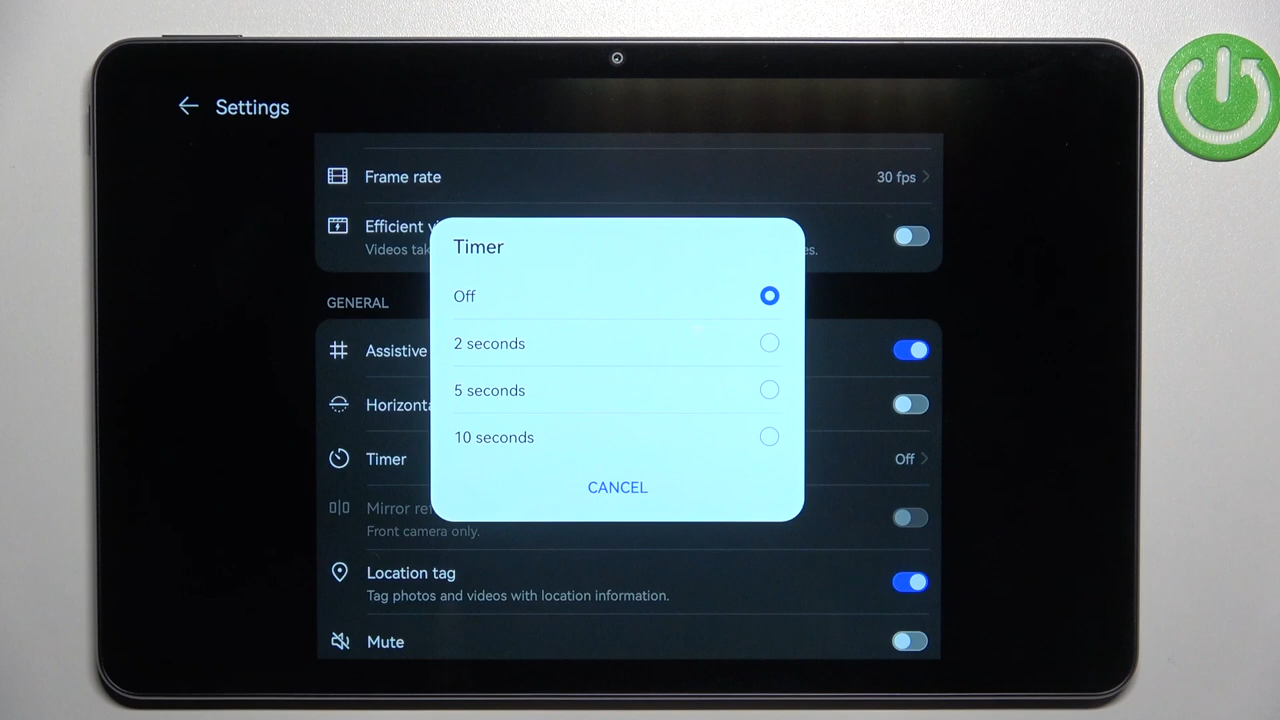 Settings
Frame rate
30 fps
Efficient v
Videos tak
es.
Timer
Off
2 seconds
5 seconds
10 seconds
CANCEL
GENERAL
Assistive
Horizonta
Timer
Off
Mirror re
Front camera only.
Location tag
Tag photos and videos with location information.
Mute